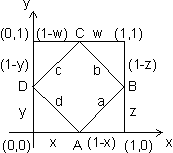 y
(0,1) (1-w) C w (1,1)
(1-y) c b (1-z)
D B
y d a z
x A (1-x) x
(0,0) (1,0)